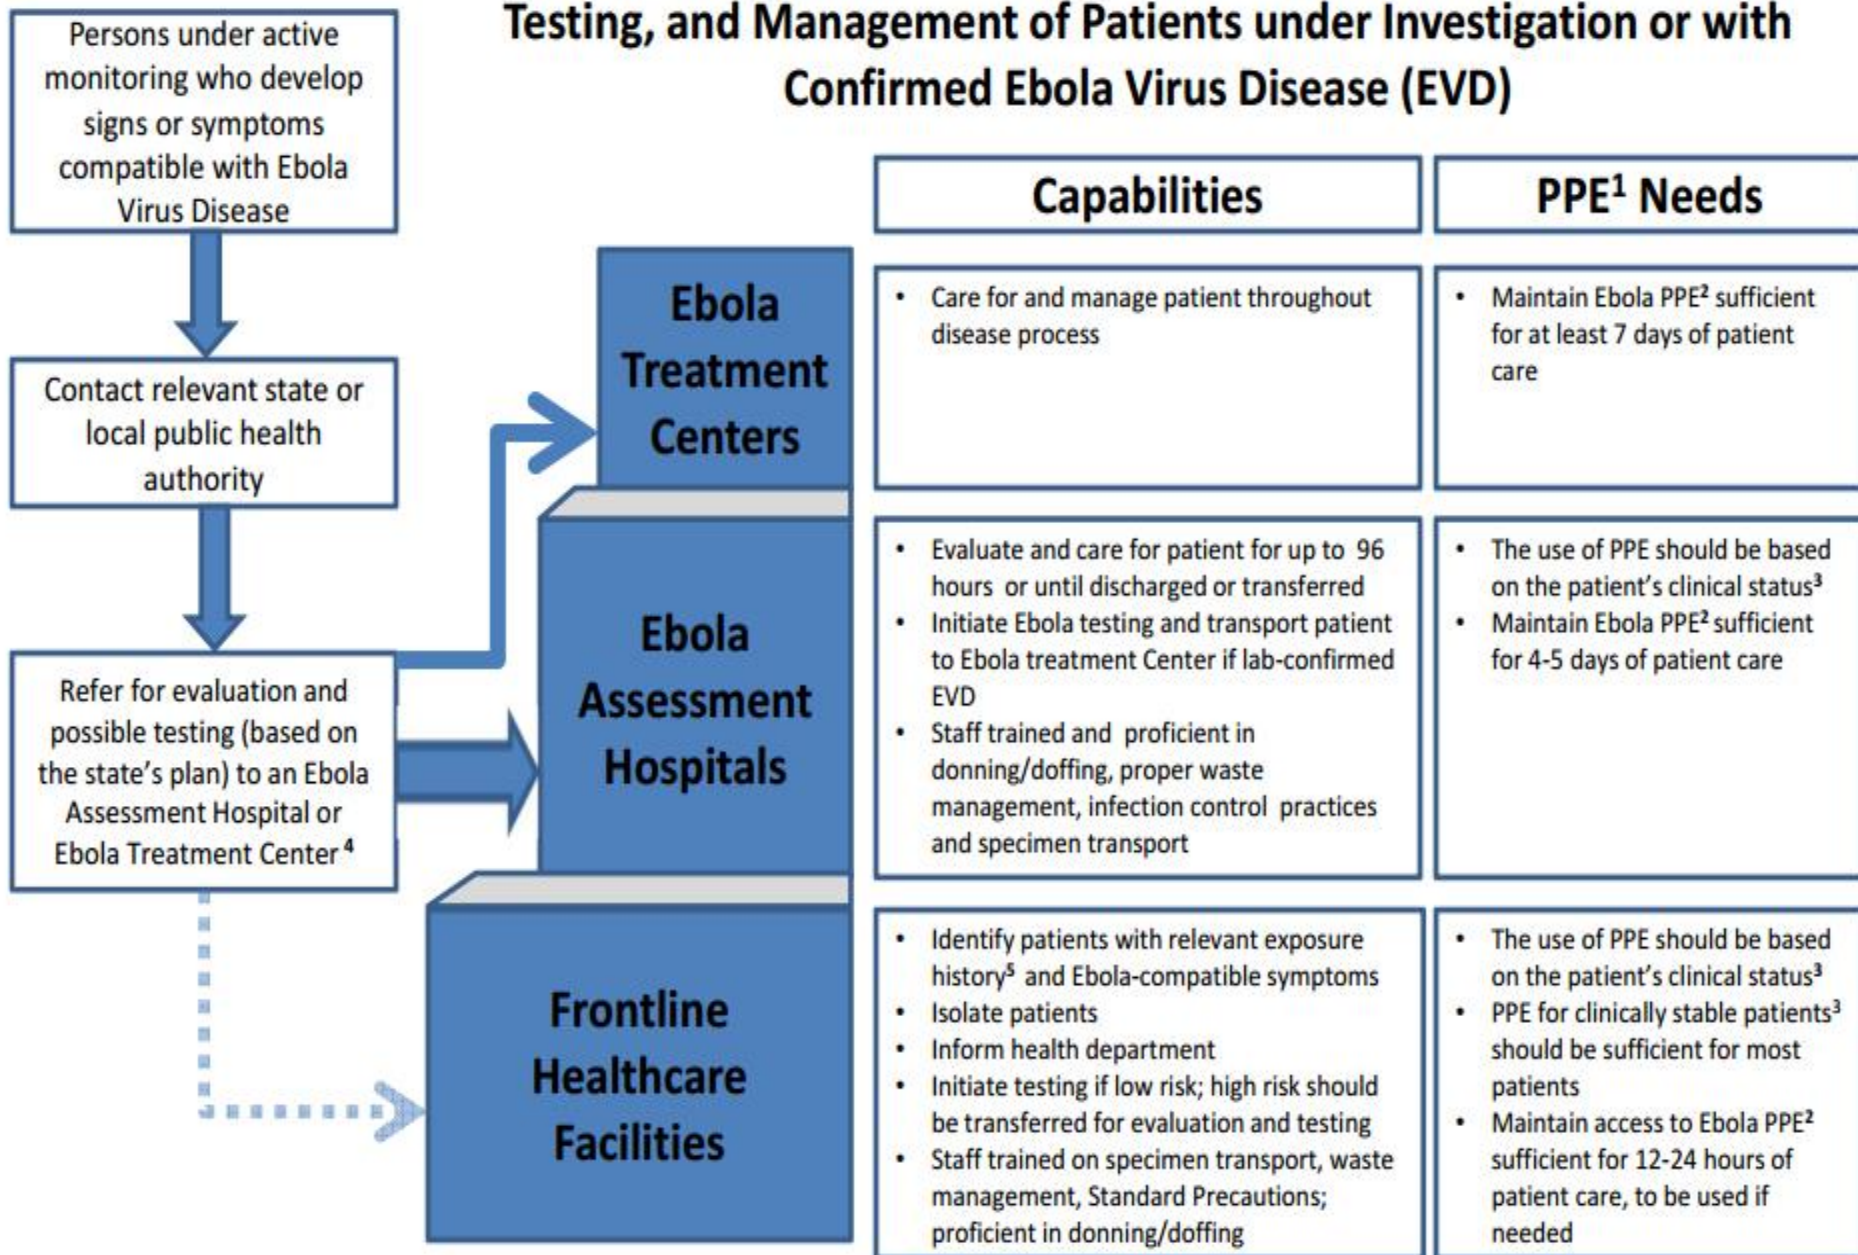 Testing, and Management of Patients under Investigation or with
Confirmed Ebola Virus Disease (EVD)
Persons under active
monitoring who develop
signs or symptoms
compatible with Ebola
Virus Disease
Contact relevant state or
local public health
authority
Refer for evaluation and
possible testing (based on
the state's plan) to an Ebola
Assessment Hospital or
Ebola Treatment Center⁴
Capabilities
PPE¹ Needs
Ebola
Treatment
Centers
• Care for and manage patient throughout
disease process
• Maintain Ebola PPE² sufficient
for at least 7 days of patient
care
Ebola
Assessment
Hospitals
• Evaluate and care for patient for up to 96
hours or until discharged or transferred
• Initiate Ebola testing and transport patient
to Ebola treatment Center if lab-confirmed
EVD
• Staff trained and proficient in
donning/doffing, proper waste
management, infection control practices
and specimen transport
• The use of PPE should be based
on the patient's clinical status³
• Maintain Ebola PPE² sufficient
for 4-5 days of patient care
Frontline
Healthcare
Facilities
• Identify patients with relevant exposure
history⁵ and Ebola-compatible symptoms
• Isolate patients
• Inform health department
• Initiate testing if low risk; high risk should
be transferred for evaluation and testing
• Staff trained on specimen transport, waste
management, Standard Precautions;
proficient in donning/doffing
• The use of PPE should be based
on the patient's clinical status³
• PPE for clinically stable patients³
should be sufficient for most
patients
• Maintain access to Ebola PPE²
sufficient for 12-24 hours of
patient care, to be used if
needed